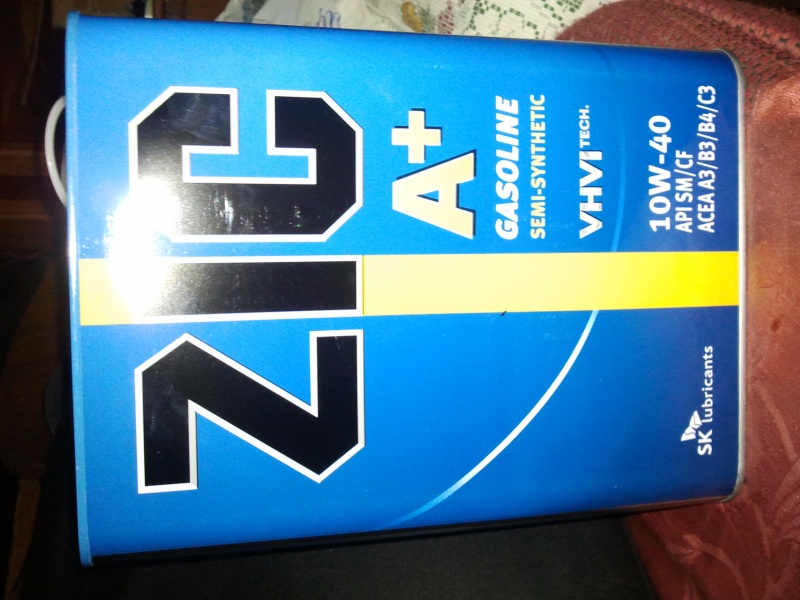 ZIC
A+
GASOLINE
SEMI-SYNTHETIC
VHVI TECH.
10W-40
API SM/CF
ACEA A3/B3/B4/C3
SK lubricants